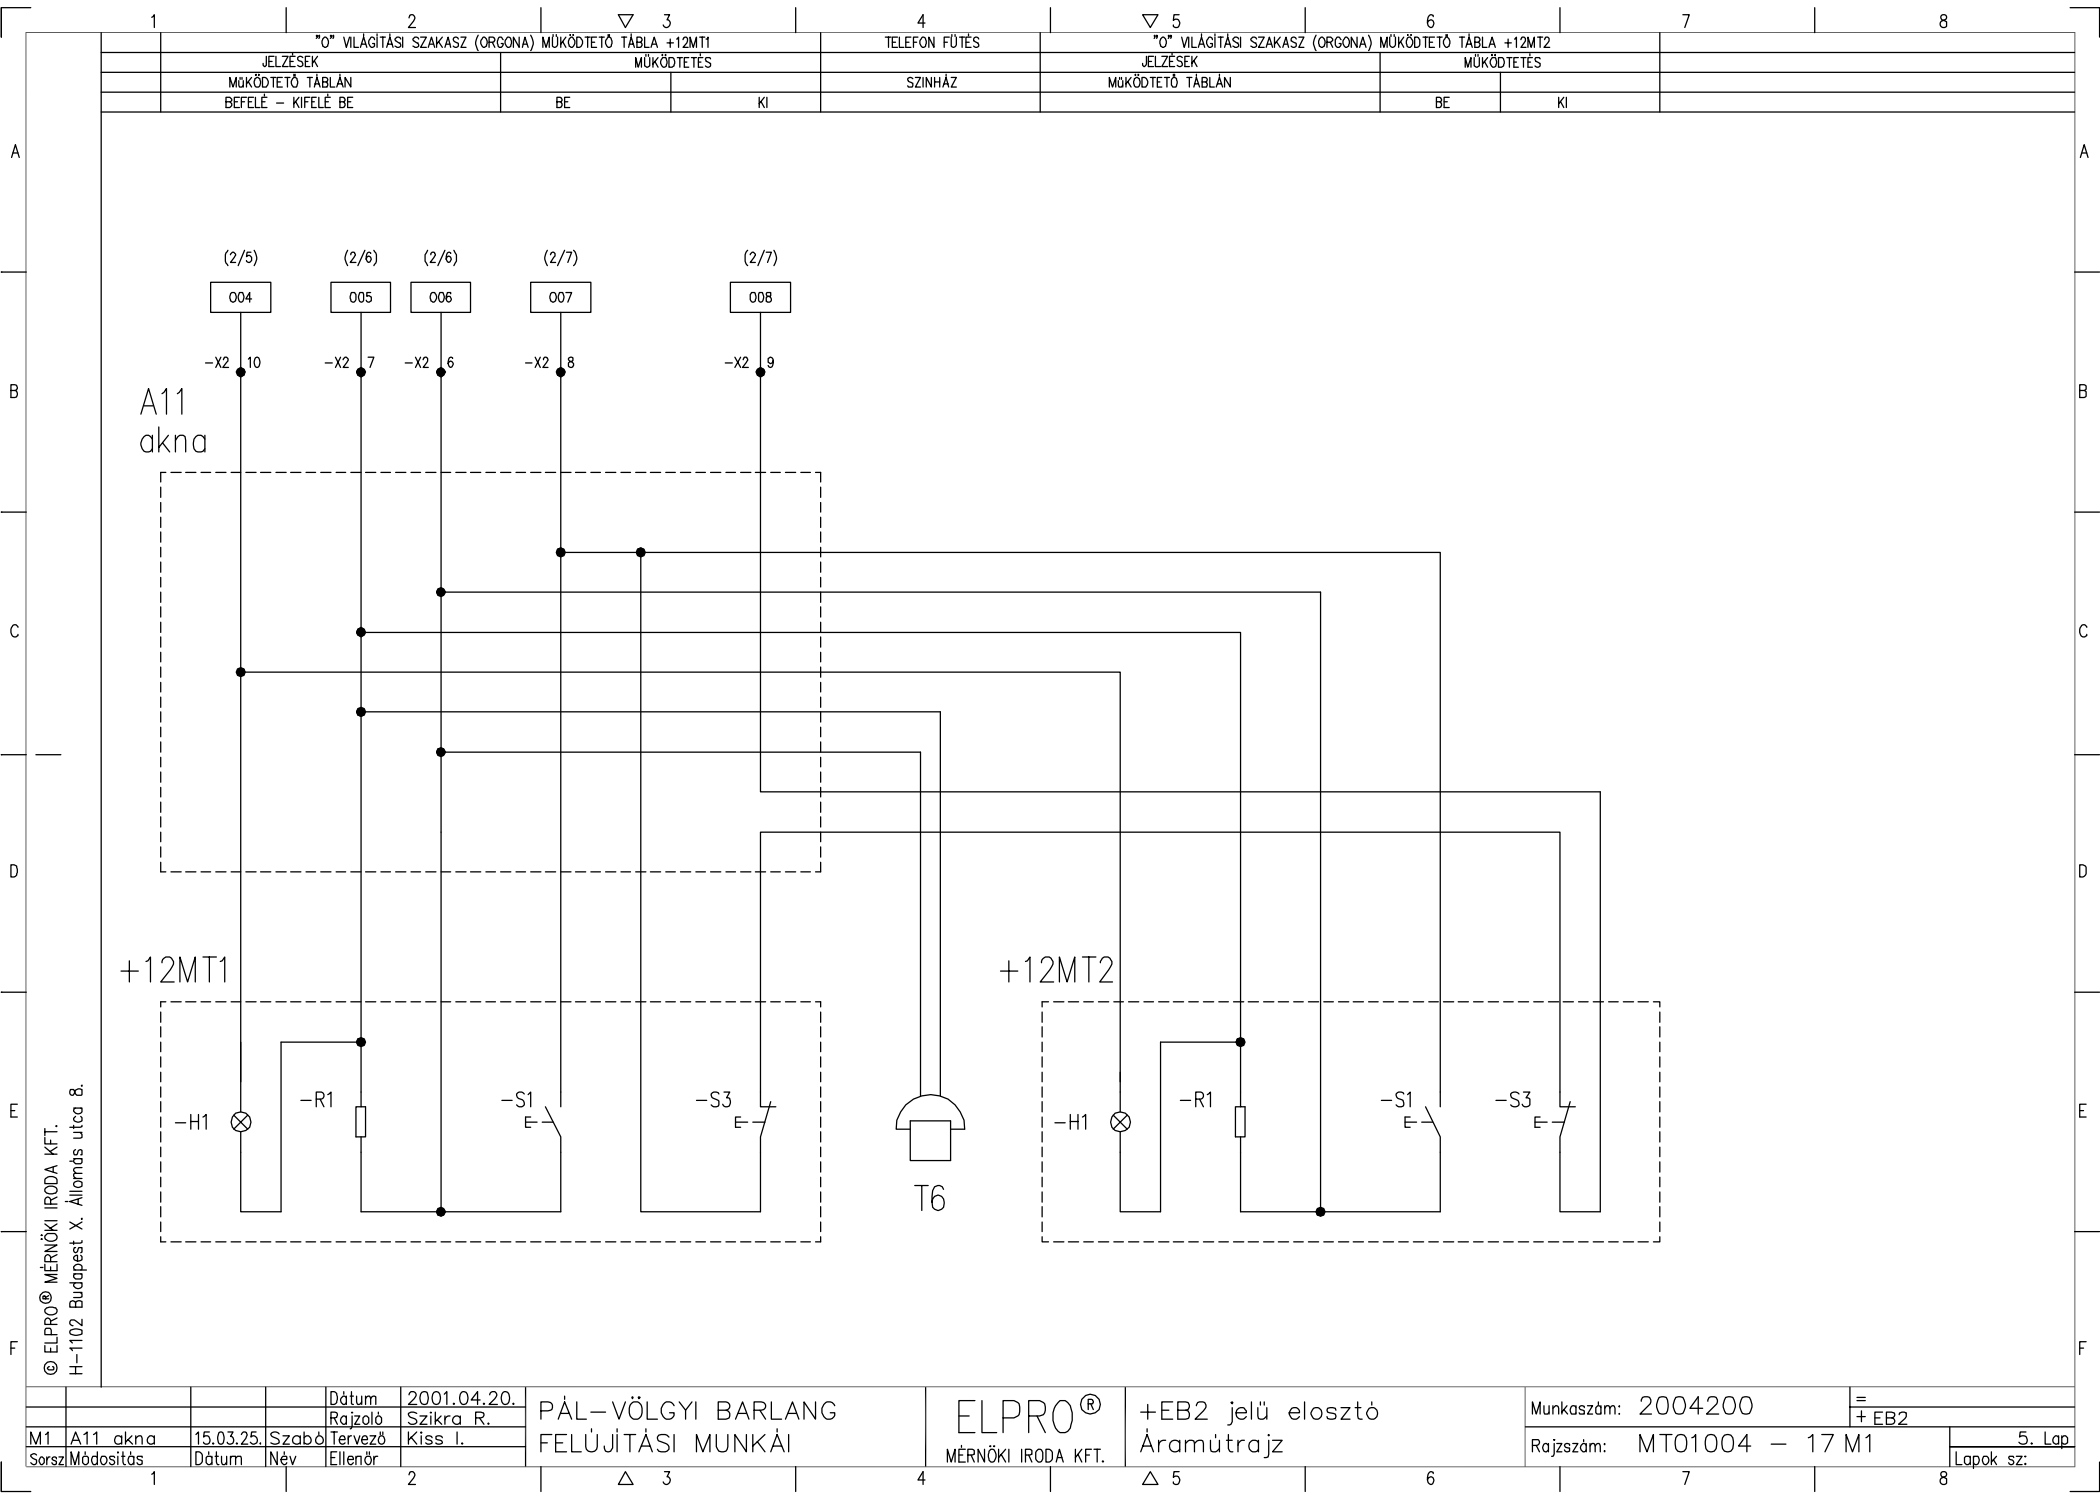 1 2 3 4 5 6 7 8
"O" VILÁGÍTÁSI SZAKASZ (ORGONA) MŰKÖDTETŐ TÁBLA +12MT1 TELEFON FŰTÉS "O" VILÁGÍTÁSI SZAKASZ (ORGONA) MŰKÖDTETŐ TÁBLA +12MT2
JELZÉSEK MŰKÖDTETÉS JELZÉSEK MŰKÖDTETÉS
MűKÖDTETŐ TÁBLÁN SZINHÁZ MűKÖDTETŐ TÁBLÁN
BEFELÉ - KIFELÉ BE BE KI BE KI
A A
(2/5) (2/6) (2/6) (2/7) (2/7)
004 005 006 007 008
-X2 10 -X2 7 -X2 6 -X2 8 -X2 9
B B
A11
akna
C C
D D
+12MT1 +12MT2
-H1 -R1 -S1 -S3 -H1 -R1 -S1 -S3
E E
T6
F F
© ELPRO® MÉRNÖKI IRODA KFT.
H-1102 Budapest X. Állomás utca 8.
Dátum 2001.04.20.
Rajzoló Szikra R.
M1 A11 akna 15.03.25. Szabó Tervező Kiss I.
Sorsz Módositás Dátum Név Ellenőr
PÁL-VÖLGYI BARLANG
FELÚJÍTÁSI MUNKÁI
ELPRO®
MÉRNÖKI IRODA KFT.
+EB2 jelű elosztó
Áramútrajz
Munkaszám: 2004200
Rajzszám: MT01004 - 17 M1
=
+ EB2
5. Lap
Lapok sz:
1 2 3 4 5 6 7 8